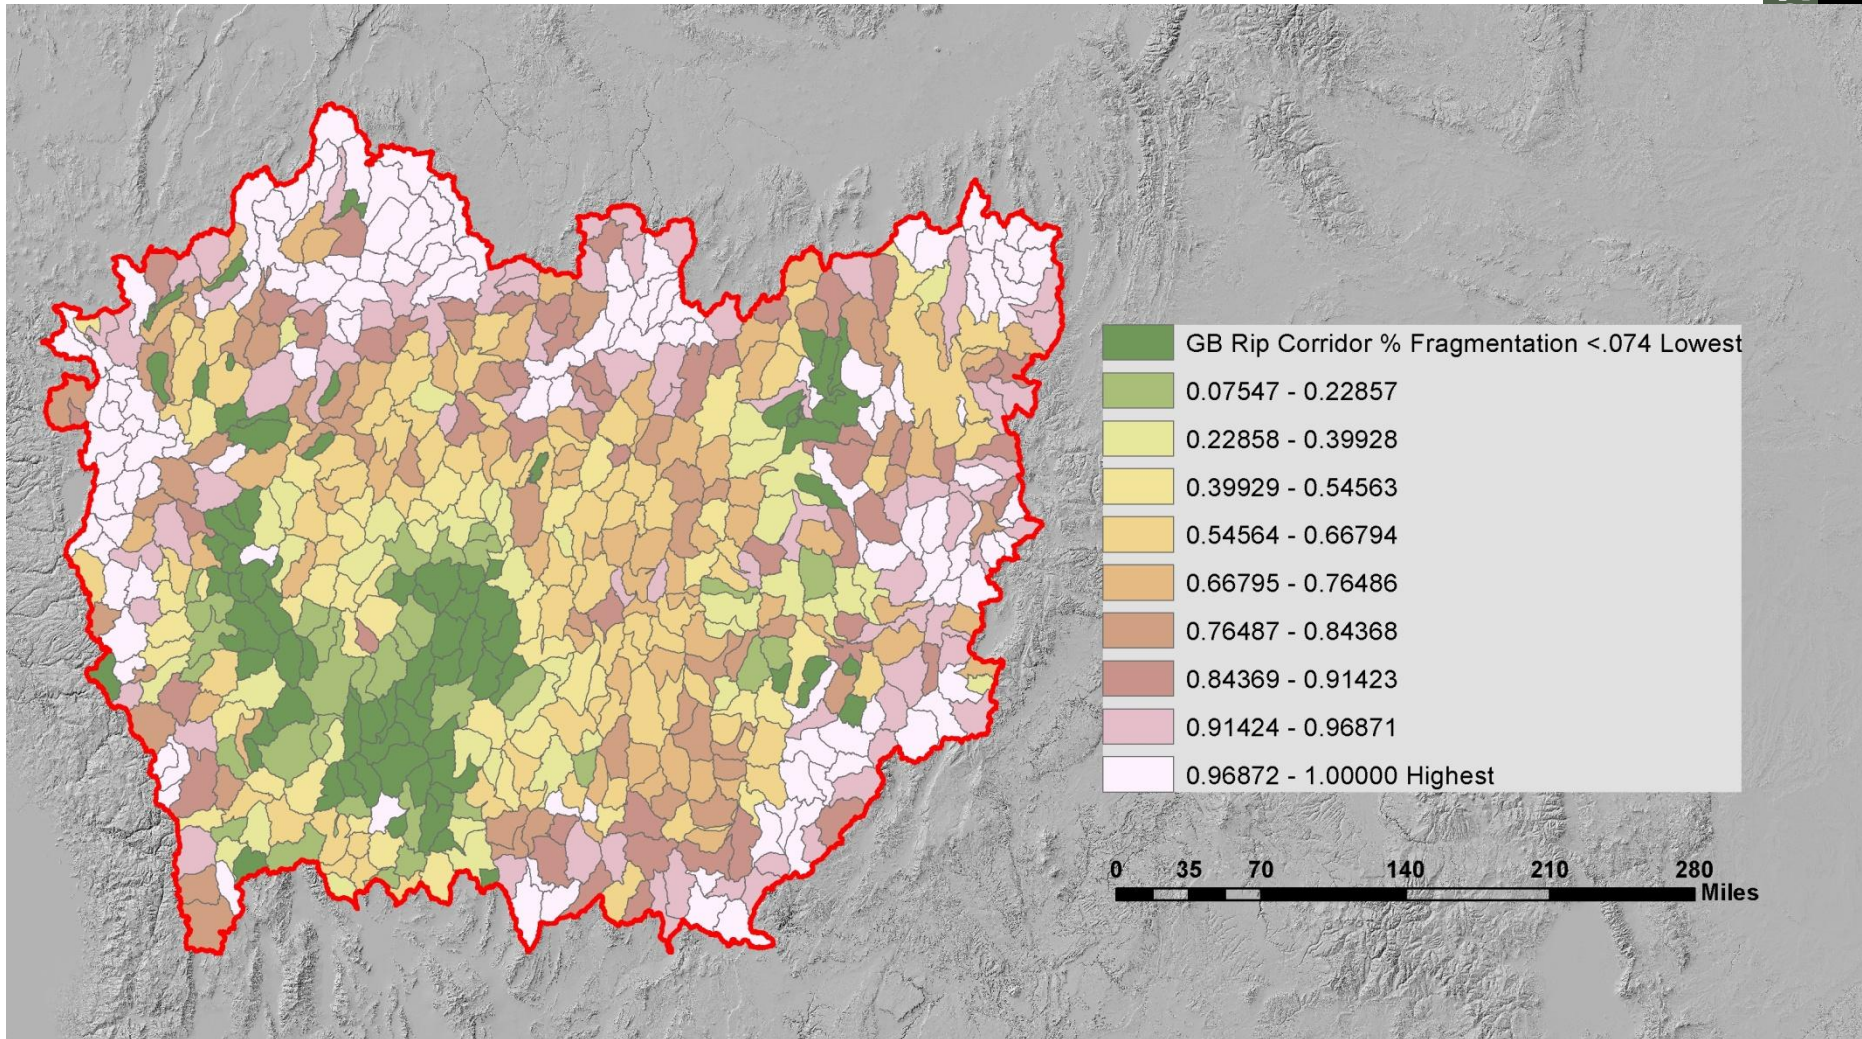 GB Rip Corridor % Fragmentation <.074 Lowest
0.07547 - 0.22857
0.22858 - 0.39928
0.39929 - 0.54563
0.54564 - 0.66794
0.66795 - 0.76486
0.76487 - 0.84368
0.84369 - 0.91423
0.91424 - 0.96871
0.96872 - 1.00000 Highest
0 35 70 140 210 280
Miles